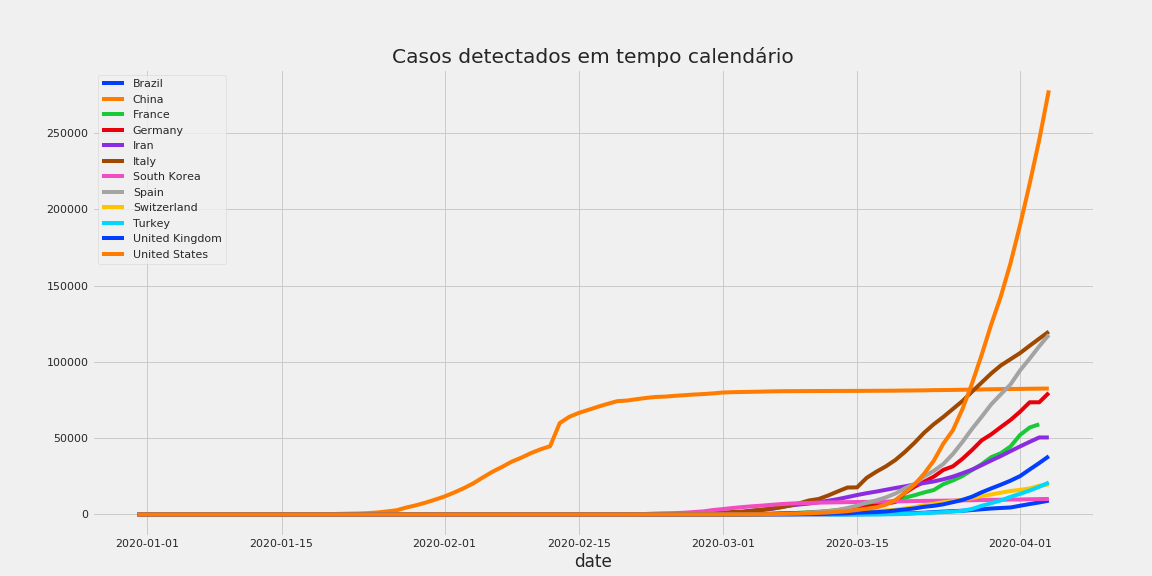 Casos detectados em tempo calendário
Brazil
China
France
Germany
Iran
Italy
South Korea
Spain
Switzerland
Turkey
United Kingdom
United States
250000
200000
150000
100000
50000
0
2020-01-01
2020-01-15
2020-02-01
2020-02-15
2020-03-01
2020-03-15
2020-04-01
date